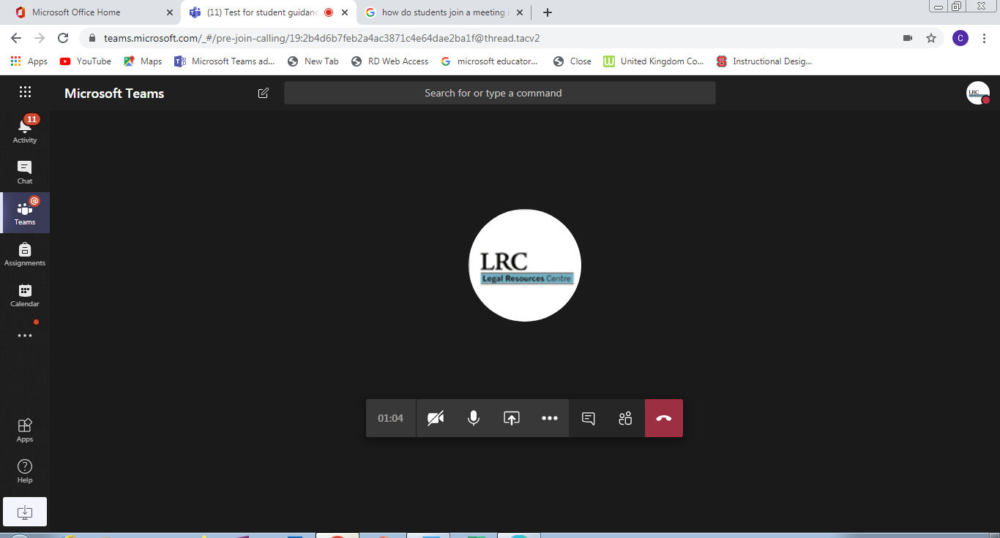 Microsoft Office Home
(11) Test for student guidanc
how do students join a meeting i
teams.microsoft.com/_#/pre-join-calling/19:2b4d6b7feb2a4ac3871c4e64dae2ba1f@thread.tacv2
C
Apps
YouTube
Maps
Microsoft Teams ad...
New Tab
RD Web Access
microsoft educator...
Close
United Kingdom Co...
Instructional Desig...
Microsoft Teams
Search for or type a command
LRC
11
Activity
Chat
@
Teams
Assignments
Calendar
LRC
Legal Resources Centre
01:04
Apps
Help